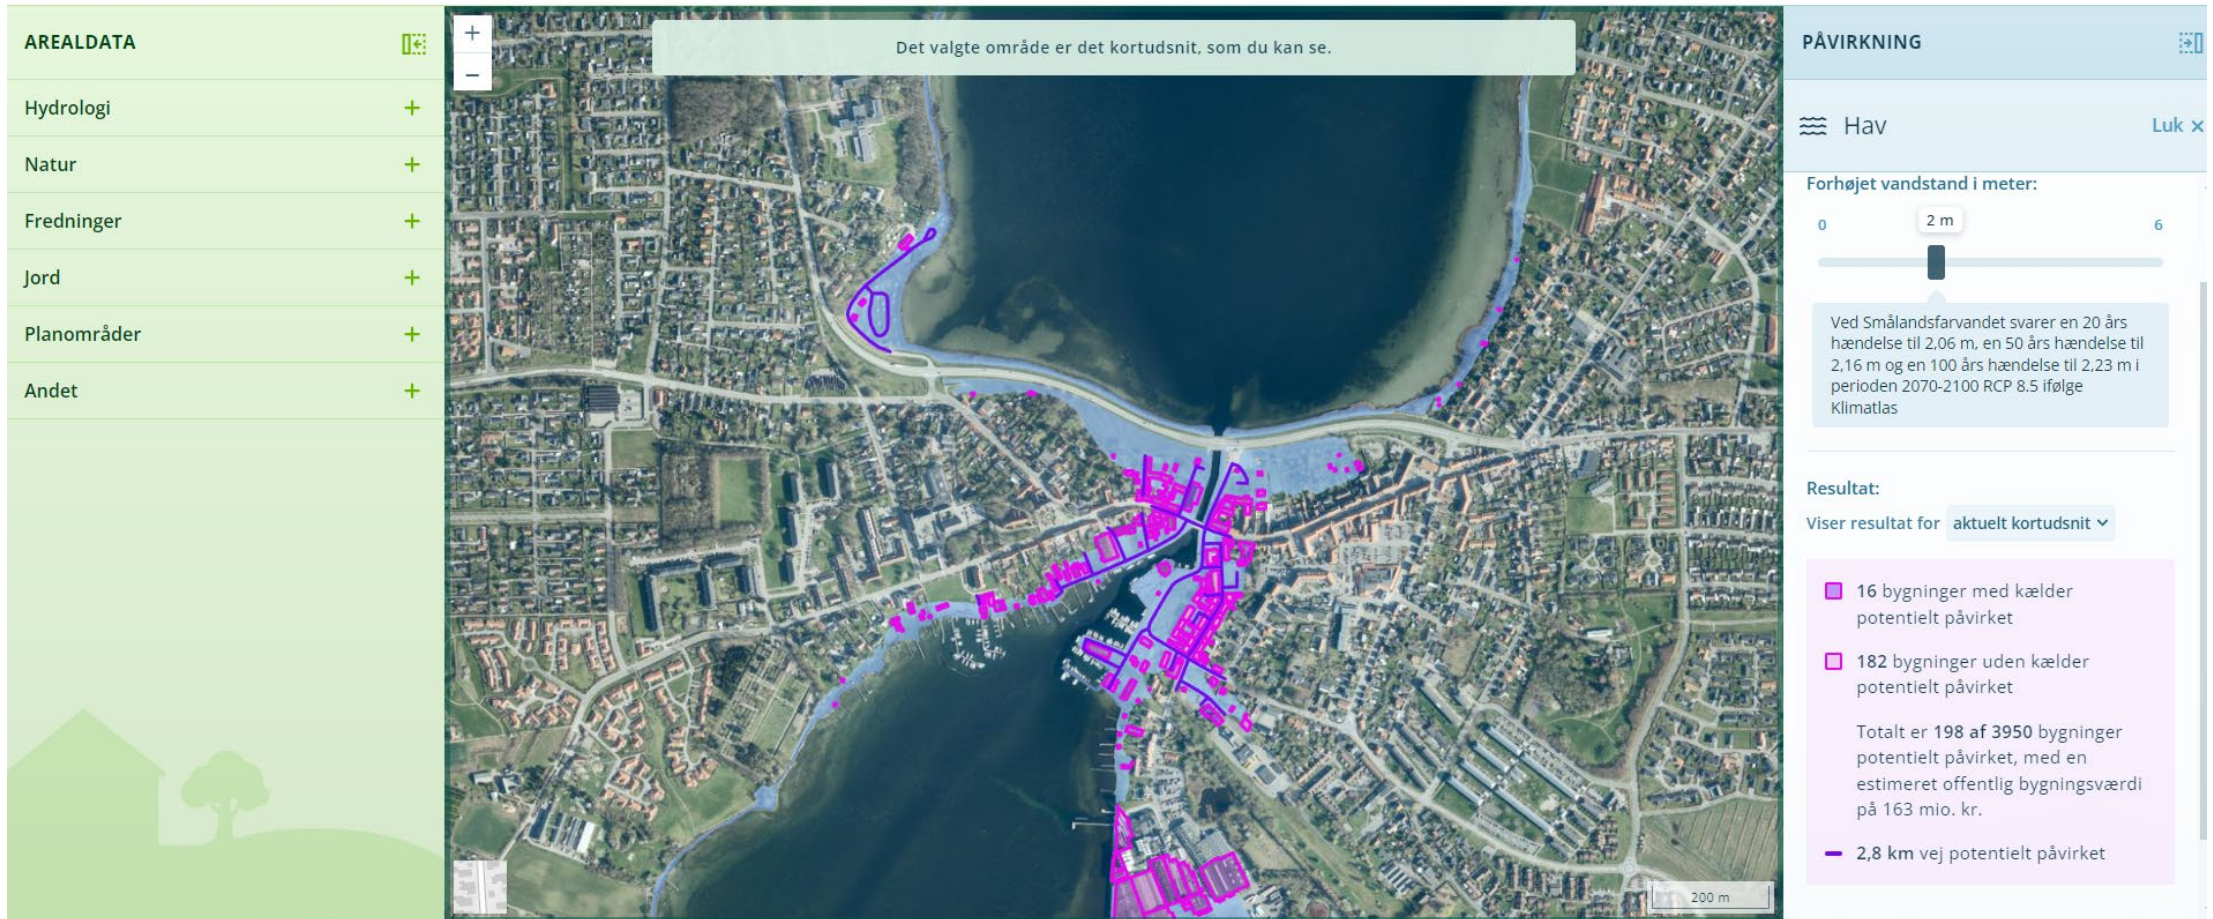 AREALDATA
Hydrologi
Natur
Fredninger
Jord
Planområder
Andet
+
−
Det valgte område er det kortudsnit, som du kan se.
200 m
PÅVIRKNING
Hav
Luk ×
Forhøjet vandstand i meter:
0
2 m
6
Ved Smålandsfarvandet svarer en 20 års
hændelse til 2,06 m, en 50 års hændelse til
2,16 m og en 100 års hændelse til 2,23 m i
perioden 2070-2100 RCP 8.5 ifølge
Klimatlas
Resultat:
Viser resultat for aktuelt kortudsnit
16 bygninger med kælder
potentielt påvirket
182 bygninger uden kælder
potentielt påvirket
Totalt er 198 af 3950 bygninger
potentielt påvirket, med en
estimeret offentlig bygningsværdi
på 163 mio. kr.
2,8 km vej potentielt påvirket